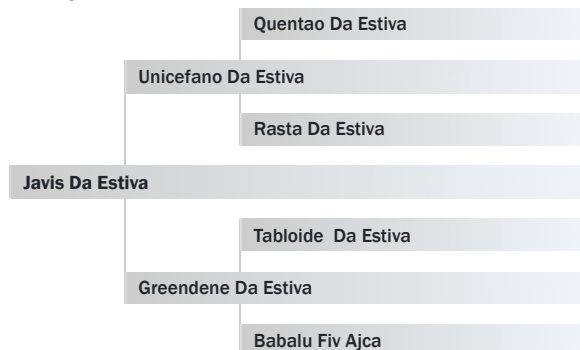 Quentao Da Estiva
Unicefano Da Estiva
Rasta Da Estiva
Javis Da Estiva
Tabloide Da Estiva
Greendene Da Estiva
Babalu Fiv Ajca